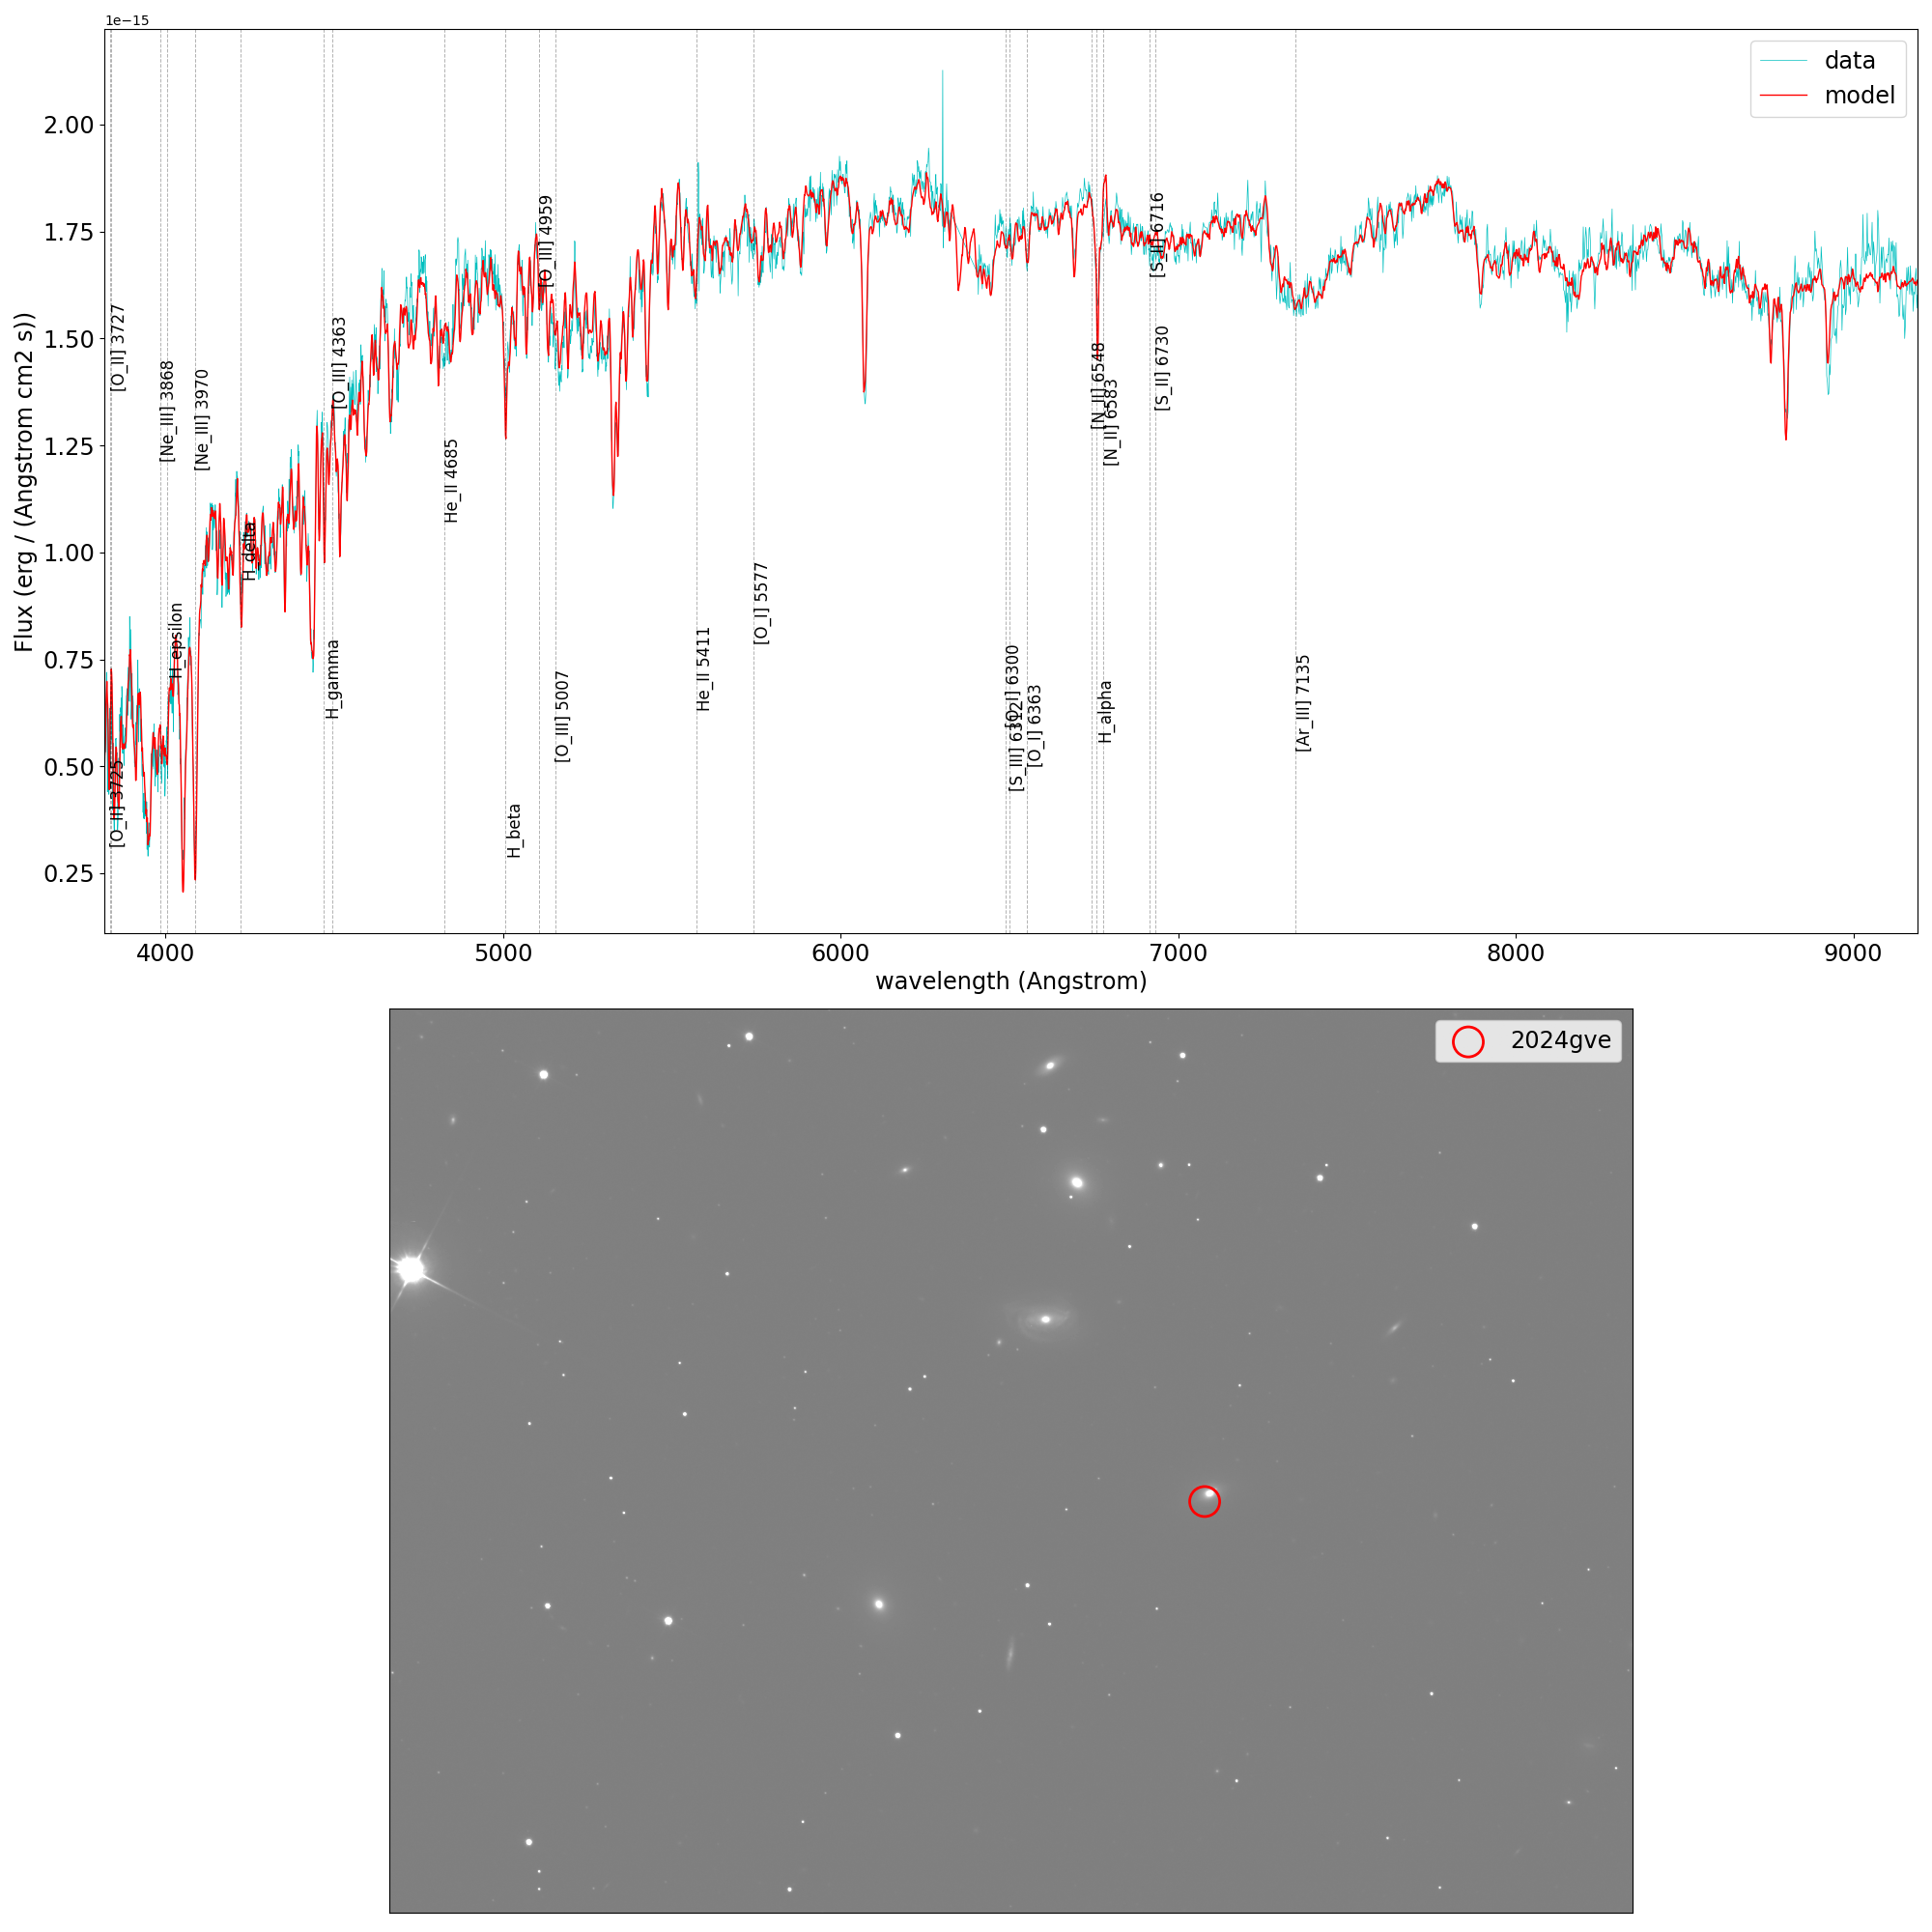 1e−15
data
model
2.00
1.75
1.50
1.25
1.00
0.75
0.50
0.25
Flux (erg / (Angstrom cm2 s))
[O_II] 3727
[O_II] 3725
[Ne_III] 3868
H_epsilon
[Ne_III] 3970
H_delta
H_gamma
[O_III] 4363
He_II 4685
H_beta
[O_III] 4959
[O_III] 5007
He_II 5411
[O_I] 5577
[O_I] 6300
[S_III] 6312
[O_I] 6363
[N_II] 6548
H_alpha
[N_II] 6583
[S_II] 6716
[S_II] 6730
[Ar_III] 7135
4000 5000 6000 7000 8000 9000
wavelength (Angstrom)
2024gve